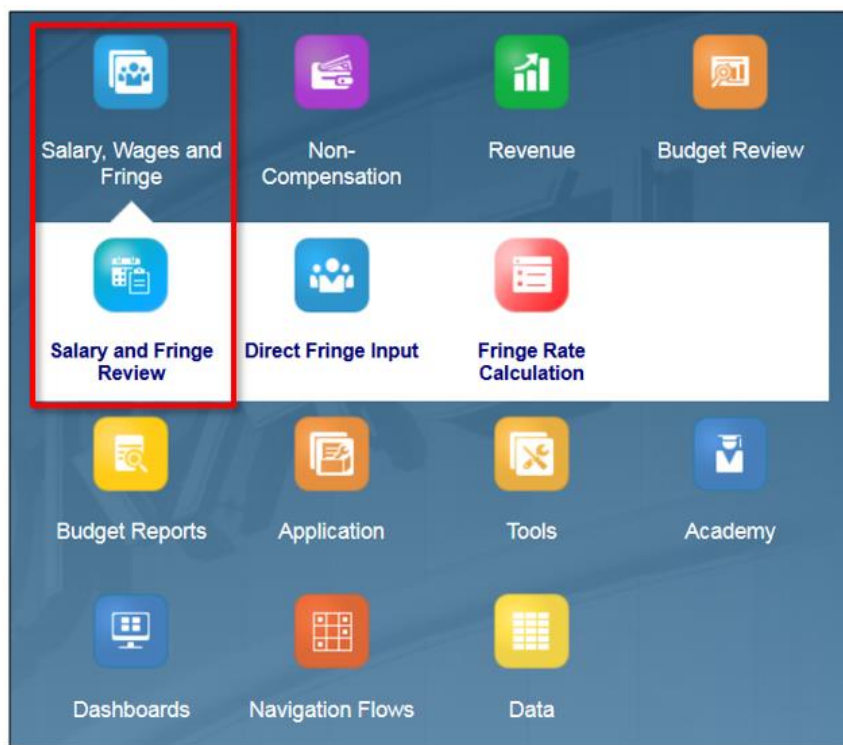 Salary, Wages and
Fringe
Non-
Compensation
Revenue
Budget Review
Salary and Fringe
Review
Direct Fringe Input
Fringe Rate
Calculation
Budget Reports
Application
Tools
Academy
Dashboards
Navigation Flows
Data